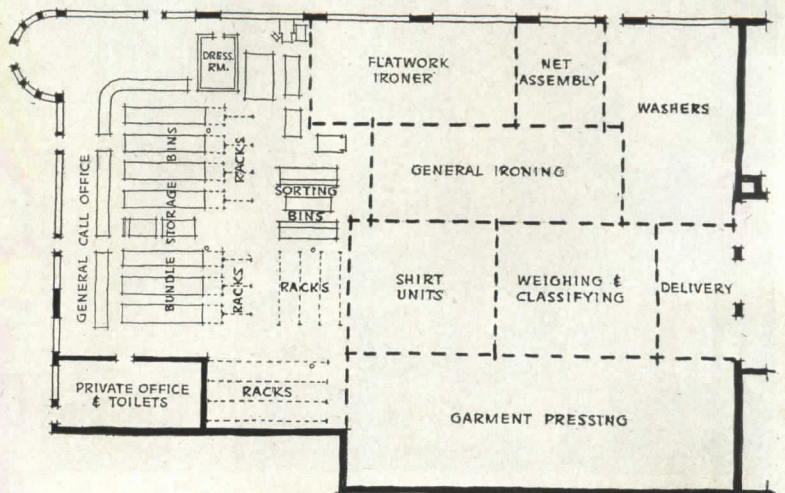 DRESS.
RM.
FLATWORK
IRONER
NET
ASSEMBLY
WASHERS
GENERAL CALL OFFICE
BUNDLE STORAGE BINS
RACKS
GENERAL IRONING
SORTING
BINS
RACKS
RACKS
SHIRT
UNITS
WEIGHING &
CLASSIFYING
DELIVERY
PRIVATE OFFICE
& TOILETS
RACKS
GARMENT PRESSING